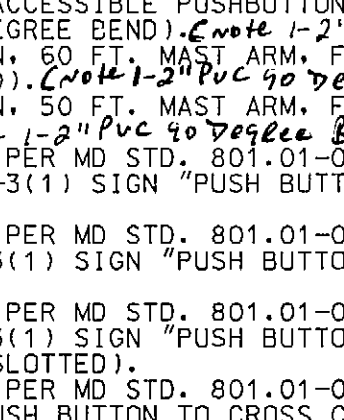 ACCESSIBLE PUSHBUTTON
EGREE BEND).(note 1-2"
N, 60 FT. MAST ARM, F
).(note 1-2" PVC 90 De
N, 50 FT. MAST ARM, F
1-2" PVC 90 Degree B
PER MD STD. 801.01-0
-3(1) SIGN "PUSH BUTT
PER MD STD. 801.01-0
(1) SIGN "PUSH BUTTO
PER MD STD. 801.01-0
(1) SIGN "PUSH BUTTO
SLOTTED).
PER MD STD. 801.01-0
USH BUTTON TO CROSS C